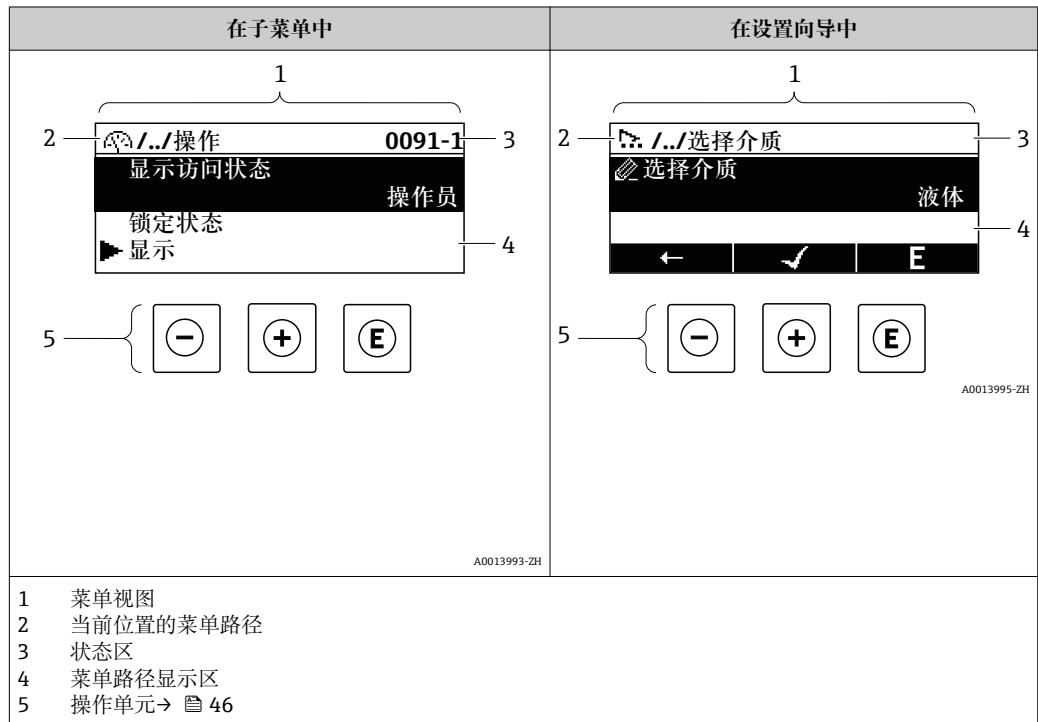 在子菜单中
在设置向导中
1
2
/../操作 0091-1
3
显示访问状态
操作员
锁定状态
显示
4
5
- + E
A0013993-ZH
1
2
/../选择介质
3
选择介质
液体
4
← ✓ E
5
- + E
A0013995-ZH
1 菜单视图
2 当前位置的菜单路径
3 状态区
4 菜单路径显示区
5 操作单元→ 46